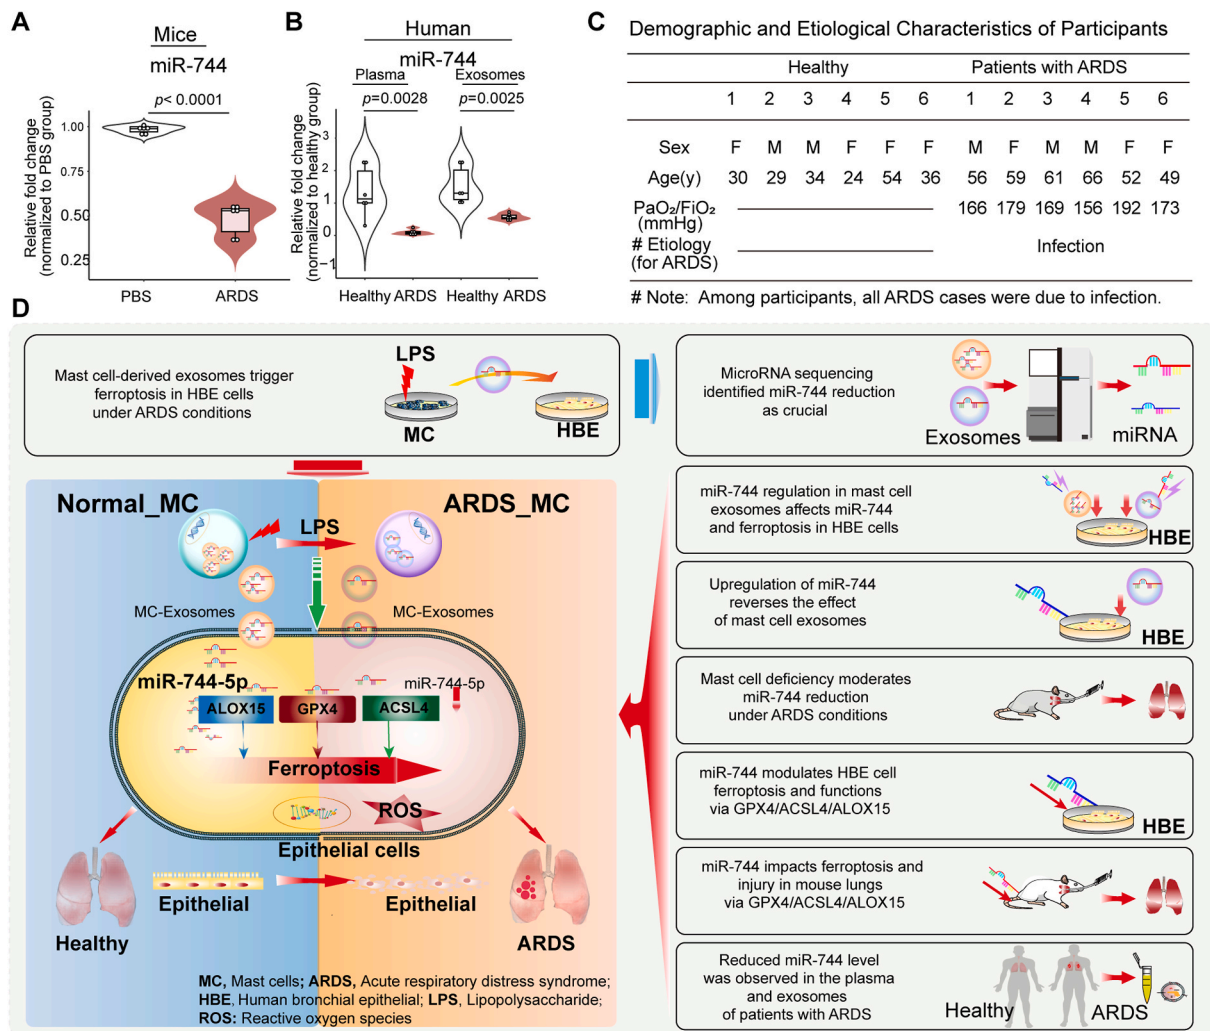 A
Mice
miR-744
p< 0.0001
Relative fold change
(normalized to PBS group)
1.00
0.75
0.50
0.25
PBS
ARDS
B
Human
miR-744
Plasma
Exosomes
p=0.0028
p=0.0025
Relative fold change
(normalized to healthy group)
3
2
1
0
−1
Healthy ARDS
Healthy ARDS
C
Demographic and Etiological Characteristics of Participants
Healthy Patients with ARDS
1 2 3 4 5 6 1 2 3 4 5 6
Sex F M M F F F M F M M F F
Age(y) 30 29 34 24 54 36 56 59 61 66 52 49
PaO₂/FiO₂ 166 179 169 156 192 173
(mmHg)
# Etiology Infection
(for ARDS)
# Note: Among participants, all ARDS cases were due to infection.
D
Mast cell-derived exosomes trigger
ferroptosis in HBE cells
under ARDS conditions
LPS
MC
HBE
MicroRNA sequencing
identified miR-744 reduction
as crucial
Exosomes
miRNA
Normal_MC
ARDS_MC
LPS
MC-Exosomes
MC-Exosomes
miR-744-5p
miR-744-5p
ALOX15
GPX4
ACSL4
Ferroptosis
ROS
Epithelial cells
Epithelial
Epithelial
Healthy
ARDS
MC, Mast cells; ARDS, Acute respiratory distress syndrome;
HBE, Human bronchial epithelial; LPS, Lipopolysaccharide;
ROS: Reactive oxygen species
miR-744 regulation in mast cell
exosomes affects miR-744
and ferroptosis in HBE cells
HBE
Upregulation of miR-744
reverses the effect
of mast cell exosomes
HBE
Mast cell deficiency moderates
miR-744 reduction
under ARDS conditions
miR-744 modulates HBE cell
ferroptosis and functions
via GPX4/ACSL4/ALOX15
HBE
miR-744 impacts ferroptosis and
injury in mouse lungs
via GPX4/ACSL4/ALOX15
Reduced miR-744 level
was observed in the plasma
and exosomes
of patients with ARDS
Healthy
ARDS